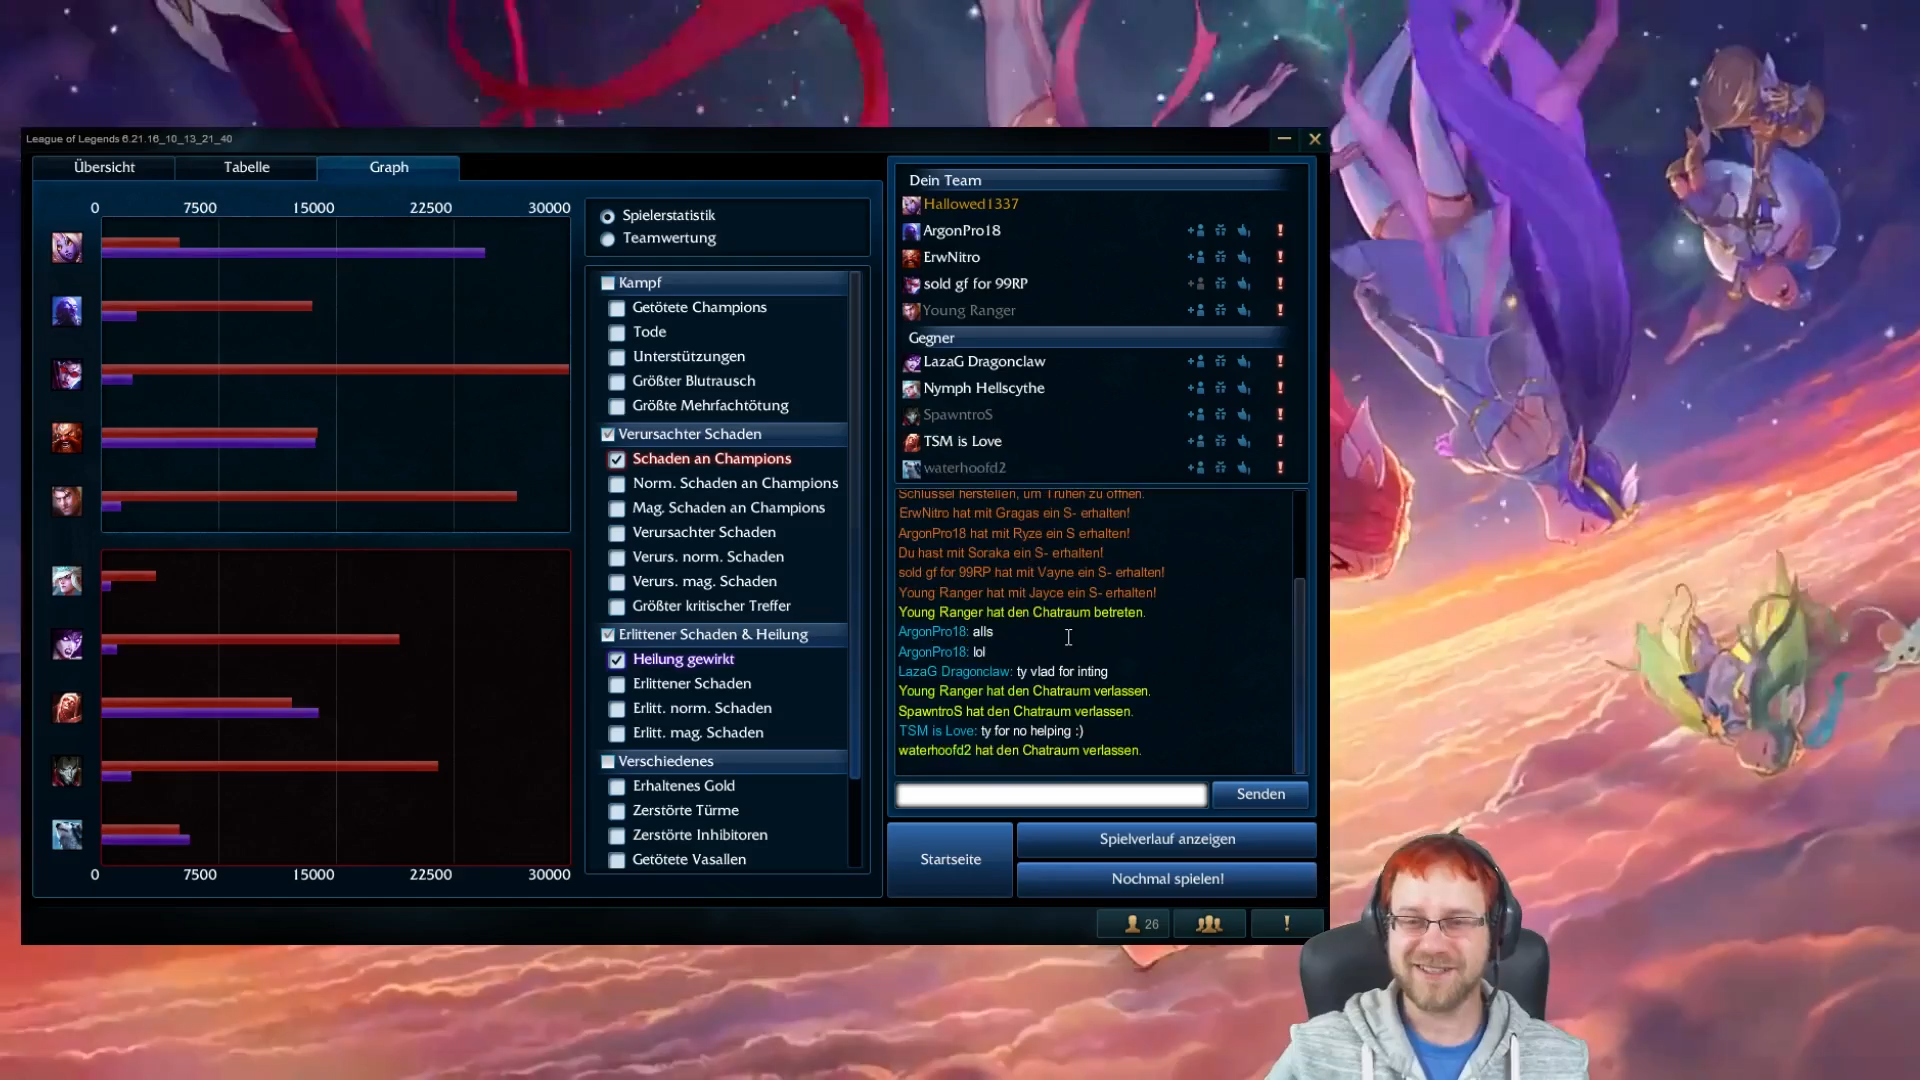 League of Legends 6.21.16_10_13_21_40
Übersicht
Tabelle
Graph
0 7500 15000 22500 30000
0 7500 15000 22500 30000
Spielerstatistik
Teamwertung
Kampf
Getötete Champions
Tode
Unterstützungen
Größter Blutrausch
Größte Mehrfachtötung
Verursachter Schaden
Schaden an Champions
Norm. Schaden an Champions
Mag. Schaden an Champions
Verursachter Schaden
Verurs. norm. Schaden
Verurs. mag. Schaden
Größter kritischer Treffer
Erlittener Schaden & Heilung
Heilung gewirkt
Erlittener Schaden
Erlitt. norm. Schaden
Erlitt. mag. Schaden
Verschiedenes
Erhaltenes Gold
Zerstörte Türme
Zerstörte Inhibitoren
Getötete Vasallen
Dein Team
Hallowed1337
ArgonPro18
ErwNitro
sold gf for 99RP
Young Ranger
Gegner
LazaG Dragonclaw
Nymph Hellscythe
SpawntroS
TSM is Love
waterhoofd2
Schlüssel herstellen, um Truhen zu öffnen.
ErwNitro hat mit Gragas ein S- erhalten!
ArgonPro18 hat mit Ryze ein S erhalten!
Du hast mit Soraka ein S- erhalten!
sold gf for 99RP hat mit Vayne ein S- erhalten!
Young Ranger hat mit Jayce ein S- erhalten!
Young Ranger hat den Chatraum betreten.
ArgonPro18: alls
ArgonPro18: lol
LazaG Dragonclaw: ty vlad for inting
Young Ranger hat den Chatraum verlassen.
SpawntroS hat den Chatraum verlassen.
TSM is Love: ty for no helping :)
waterhoofd2 hat den Chatraum verlassen.
Senden
Startseite
Spielverlauf anzeigen
Nochmal spielen!
26